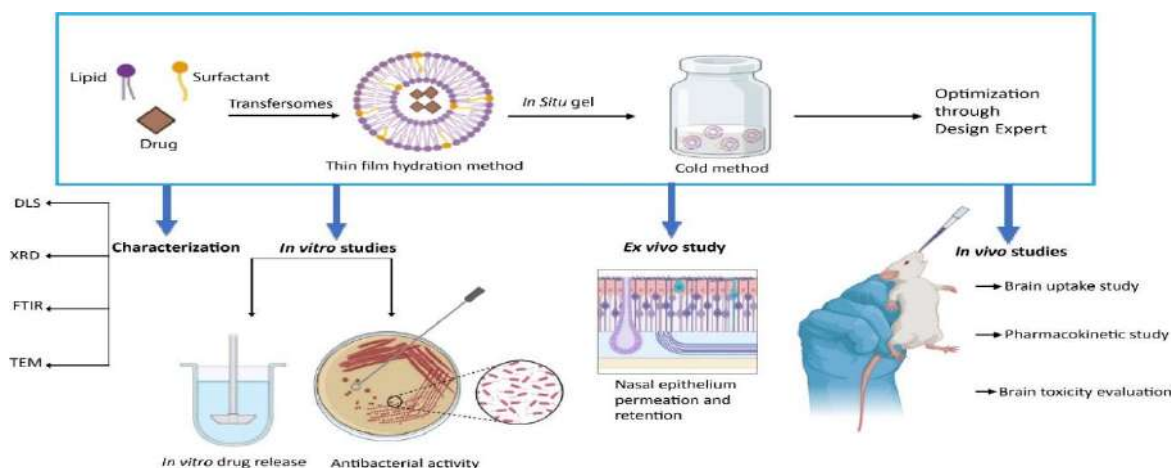 Lipid
Surfactant
Drug
Transfersomes
Thin film hydration method
In Situ gel
Cold method
Optimization
through
Design Expert
DLS
XRD
FTIR
TEM
Characterization
In vitro studies
In vitro drug release
Antibacterial activity
Ex vivo study
Nasal epithelium
permeation and
retention
In vivo studies
Brain uptake study
Pharmacokinetic study
Brain toxicity evaluation